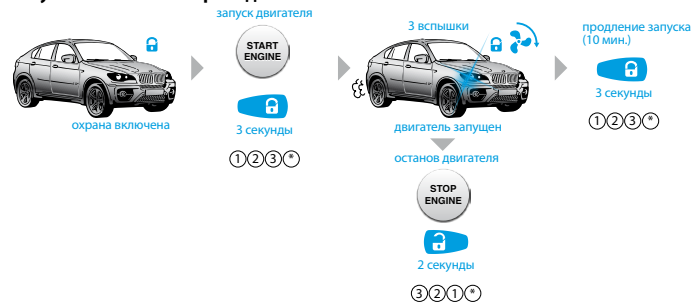 запуск двигателя
START
ENGINE
3 секунды
①②③*
охрана включена
3 вспышки
двигатель запущен
продление запуска
(10 мин.)
3 секунды
①②③*
останов двигателя
STOP
ENGINE
2 секунды
③②①*